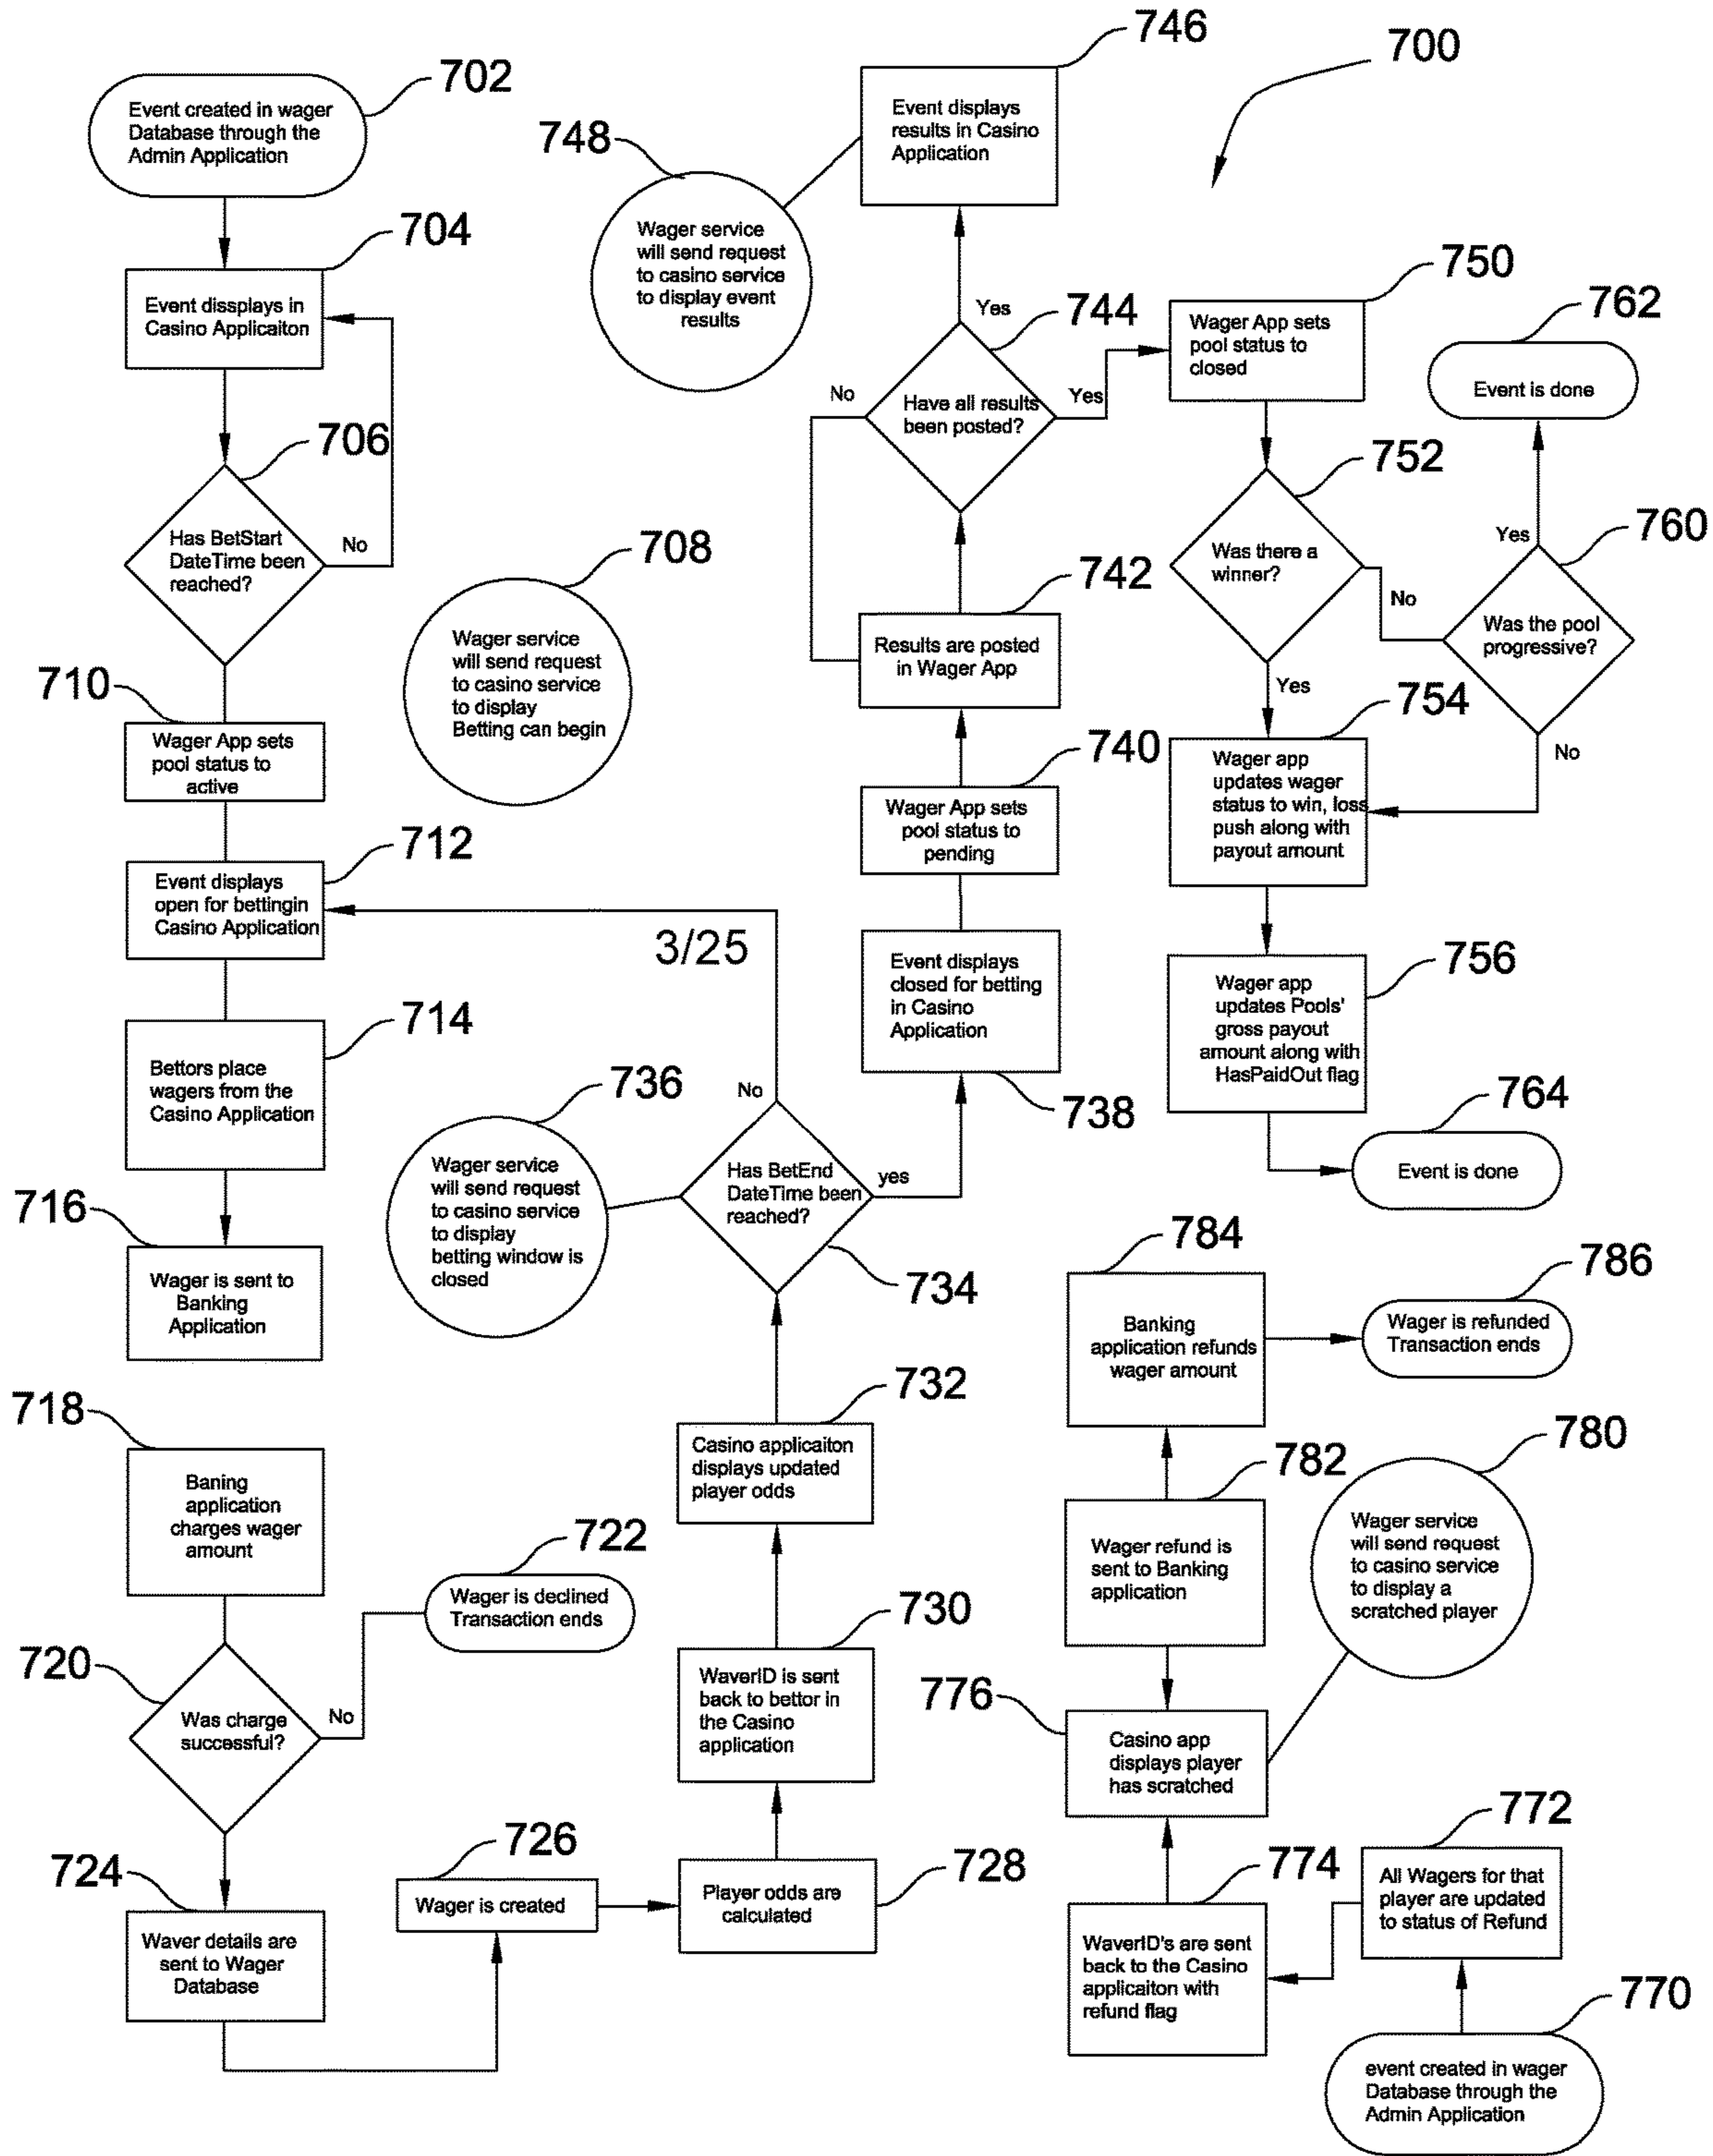 702
Event created in wager
Database through the
Admin Application
704
Event dissplays in
Casino Applicaiton
706
Has BetStart
DateTime been
reached?
No
708
Wager service
will send request
to casino service
to display
Betting can begin
710
Wager App sets
pool status to
active
712
Event displays
open for bettingin
Casino Application
714
Bettors place
wagers from the
Casino Application
716
Wager is sent to
Banking
Application
718
Baning
application
charges wager
amount
720
Was charge
successful?
No
722
Wager is declined
Transaction ends
724
Waver details are
sent to Wager
Database
726
Wager is created
728
Player odds are
calculated
730
WaverID is sent
back to bettor in
the Casino
application
732
Casino applicaiton
displays updated
player odds
734
Has BetEnd
DateTime been
reached?
No
yes
3/25
736
Wager service
will send request
to casino service
to display
betting window is
closed
738
Event displays
closed for betting
in Casino
Application
740
Wager App sets
pool status to
pending
742
Results are posted
in Wager App
744
Have all results
been posted?
No
Yes
Yes
746
Event displays
results in Casino
Application
748
Wager service
will send request
to casino service
to display event
results
700
750
Wager App sets
pool status to
closed
752
Was there a
winner?
No
Yes
754
Wager app
updates wager
status to win, loss
push along with
payout amount
756
Wager app
updates Pools'
gross payout
amount along with
HasPaidOut flag
760
Was the pool
progressive?
Yes
No
762
Event is done
764
Event is done
784
Banking
application refunds
wager amount
786
Wager is refunded
Transaction ends
782
Wager refund is
sent to Banking
application
780
Wager service
will send request
to casino service
to display a
scratched player
776
Casino app
displays player
has scratched
774
WaverID's are sent
back to the Casino
applicaiton with
refund flag
772
All Wagers for that
player are updated
to status of Refund
770
event created in wager
Database through the
Admin Application